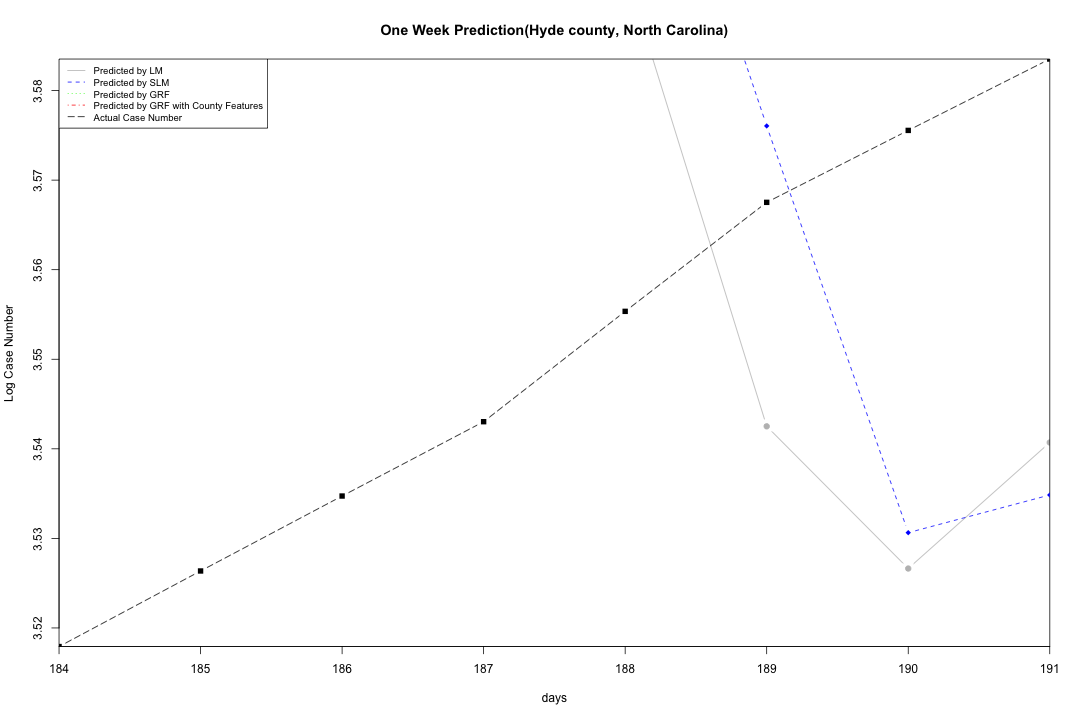 One Week Prediction(Hyde county, North Carolina)
Predicted by LM
Predicted by SLM
Predicted by GRF
Predicted by GRF with County Features
Actual Case Number
Log Case Number
3.58
3.57
3.56
3.55
3.54
3.53
3.52
184 185 186 187 188 189 190 191
days